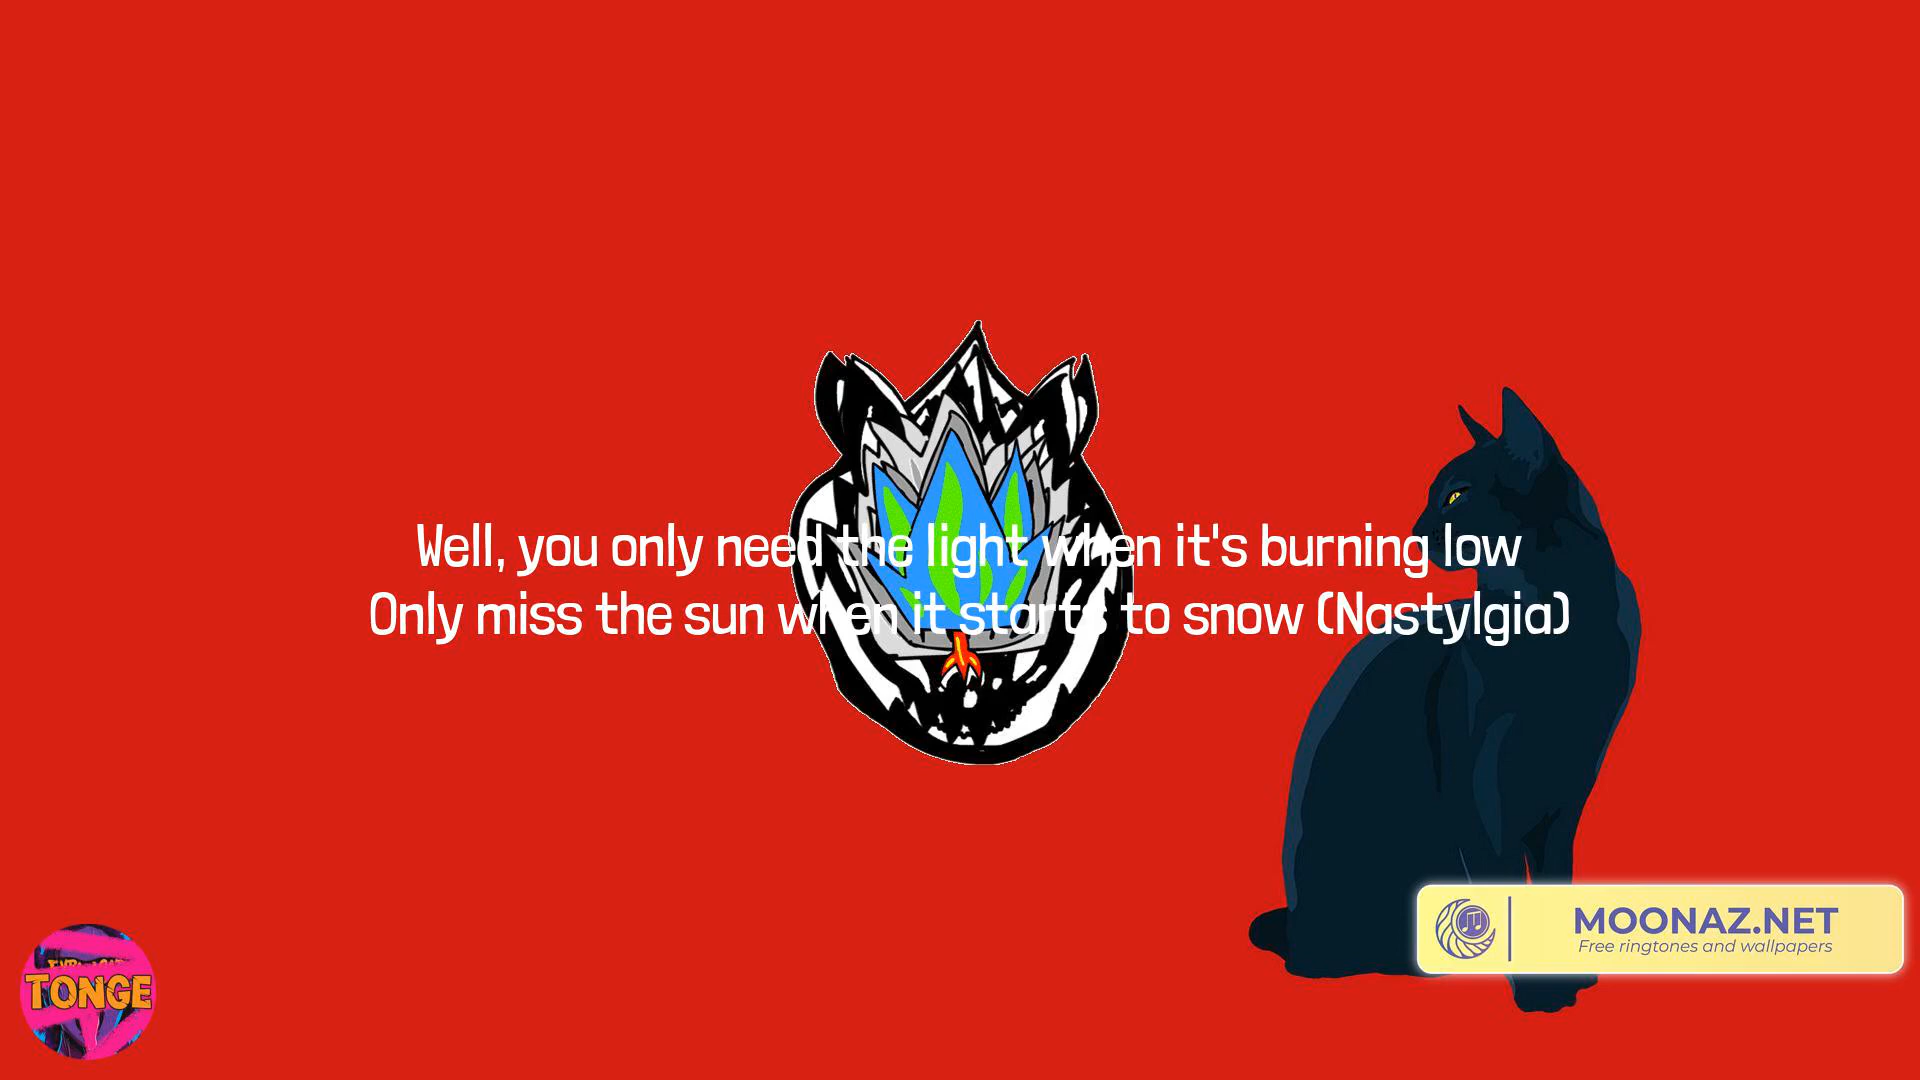 Well, you only need the light when it's burning low
Only miss the sun when it starts to snow (Nastylgia)
MOONAZ.NET
Free ringtones and wallpapers
TONGE